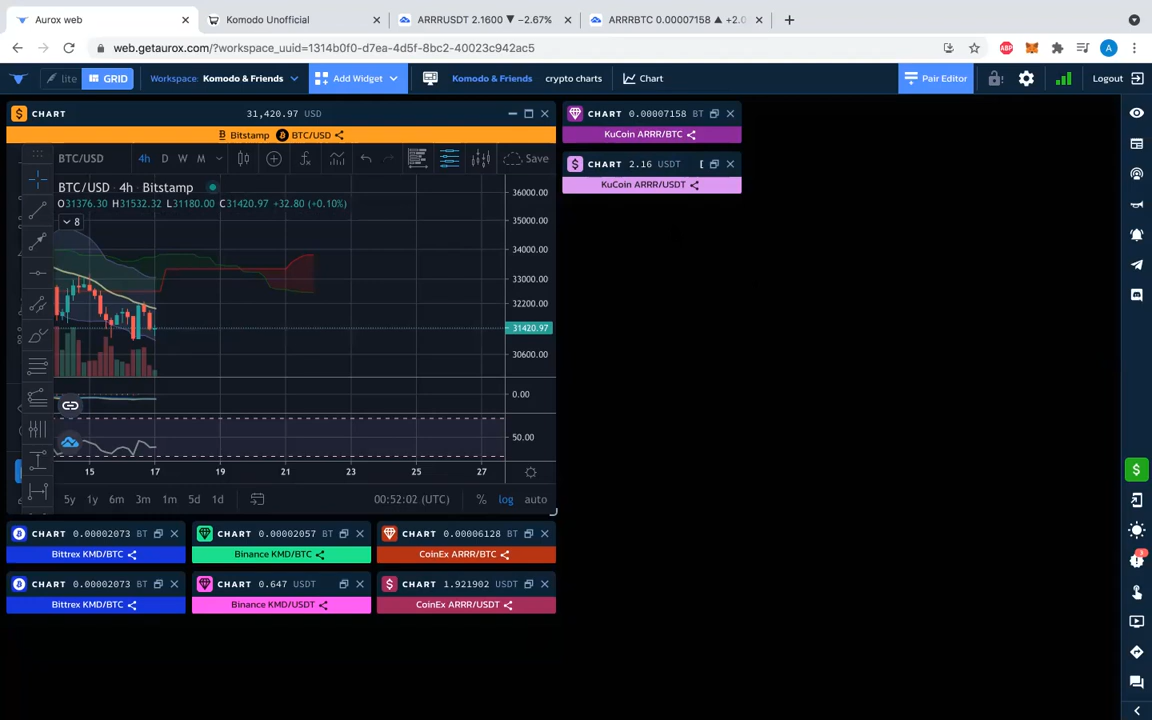 Aurox web
Komodo Unofficial
ARRRUSDT 2.1600 ▼ −2.67%
ARRRBTC 0.00007158 ▲ +2.0
web.getaurox.com/?workspace_uuid=1314b0f0-d7ea-4d5f-8bc2-40023c942ac5
ABP
A
lite
GRID
Workspace: Komodo & Friends
Add Widget
Komodo & Friends
crypto charts
Chart
Pair Editor
Logout
CHART 31,420.97 USD
Bitstamp BTC/USD
BTC/USD 4h D W M
Save
BTC/USD · 4h · Bitstamp
O31376.30 H31532.32 L31180.00 C31420.97 +32.80 (+0.10%)
8
36000.00
35000.00
34000.00
33000.00
32200.00
31420.97
30600.00
0.00
50.00
15 17 19 21 23 25 27
5y 1y 6m 3m 1m 5d 1d
00:52:02 (UTC)
% log auto
CHART 0.00007158 BT
KuCoin ARRR/BTC
CHART 2.16 USDT
KuCoin ARRR/USDT
CHART 0.00002073 BT
Bittrex KMD/BTC
CHART 0.00002057 BT
Binance KMD/BTC
CHART 0.00006128 BT
CoinEx ARRR/BTC
CHART 0.00002073 BT
Bittrex KMD/BTC
CHART 0.647 USDT
Binance KMD/USDT
CHART 1.921902 USDT
CoinEx ARRR/USDT